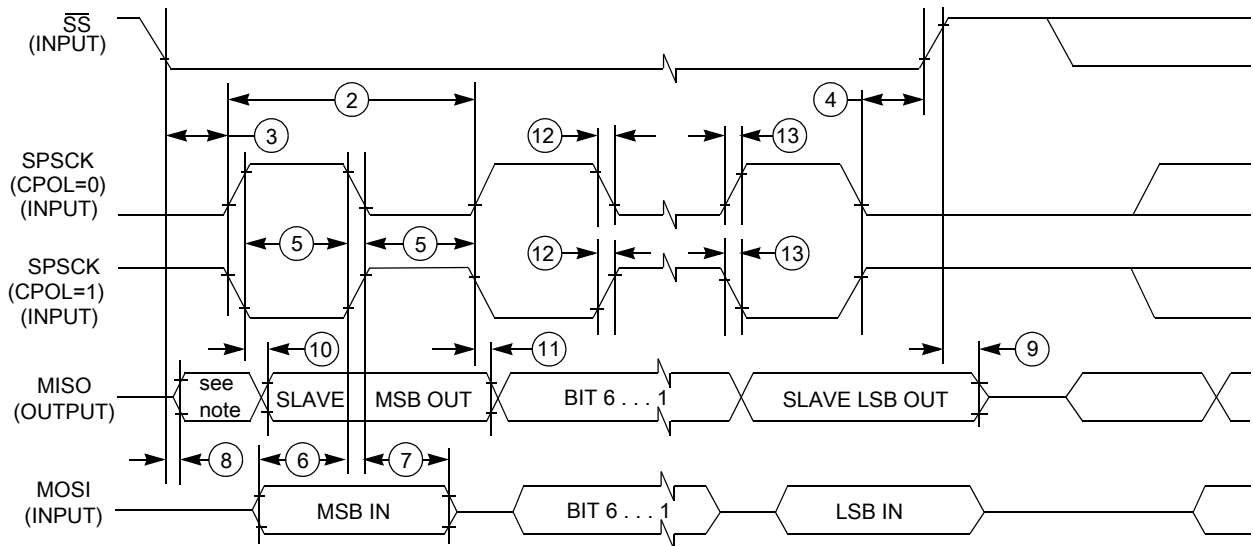 S̅S̅
(INPUT)
2
4
3
12
13
SPSCK
(CPOL=0)
(INPUT)
5
5
12
13
SPSCK
(CPOL=1)
(INPUT)
10
11
9
MISO
(OUTPUT)
see
note
SLAVE
MSB OUT
BIT 6 . . . 1
SLAVE LSB OUT
8
6
7
MOSI
(INPUT)
MSB IN
BIT 6 . . . 1
LSB IN